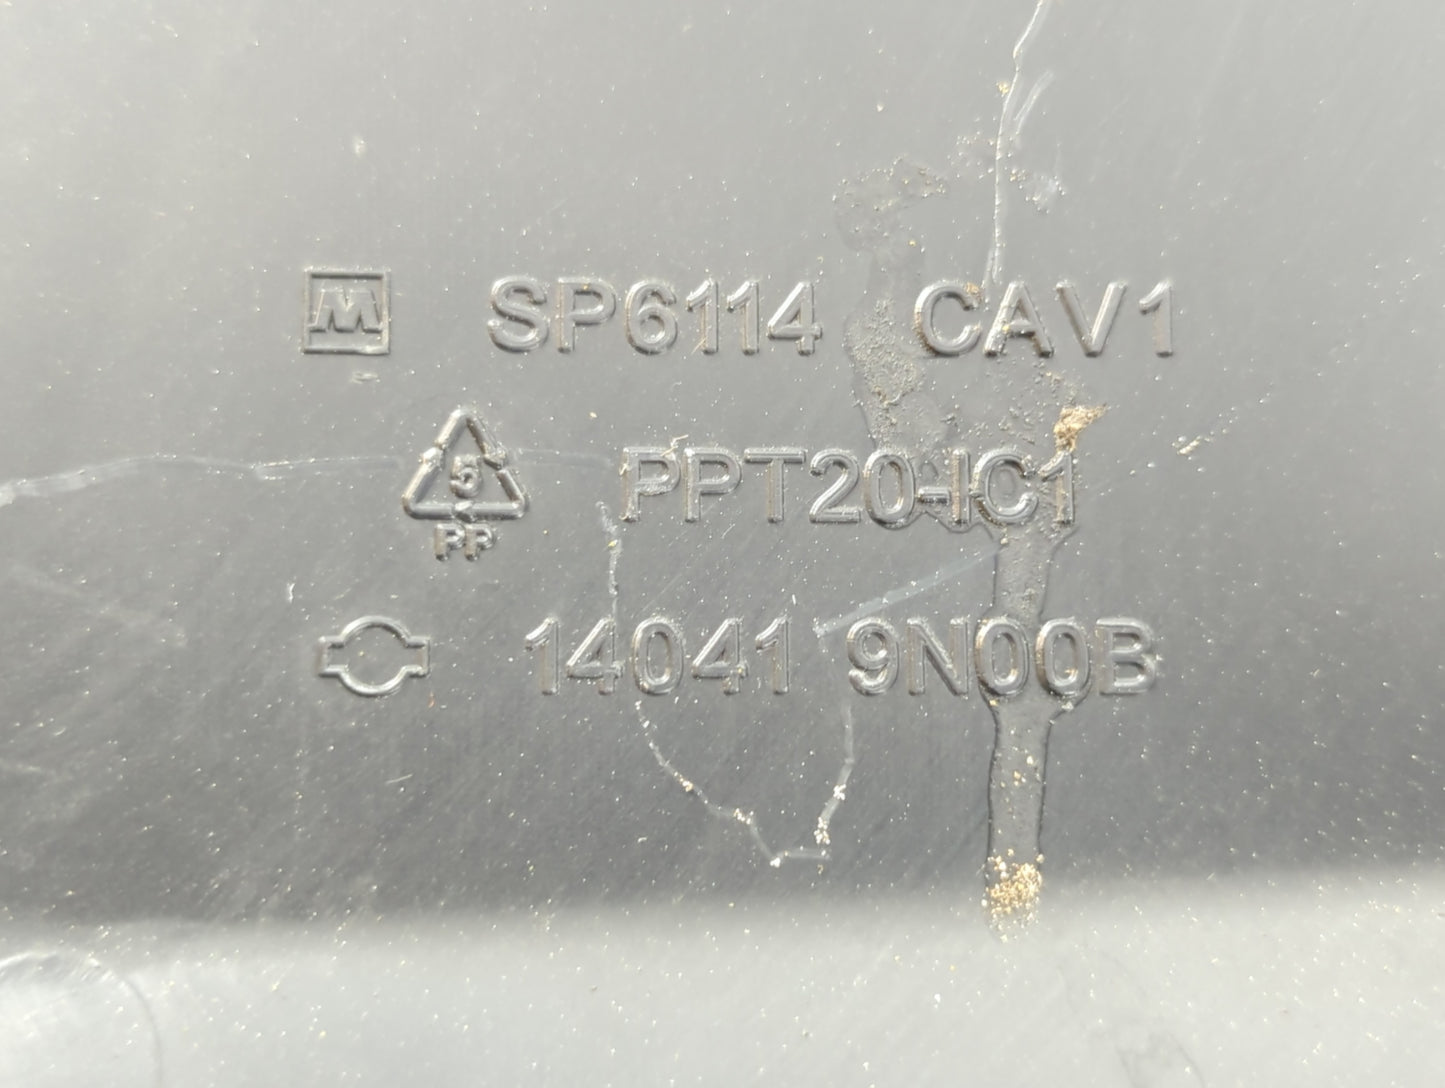 M SP6114 CAV1
5 PPT20-IC1
PP
14041 9N00B